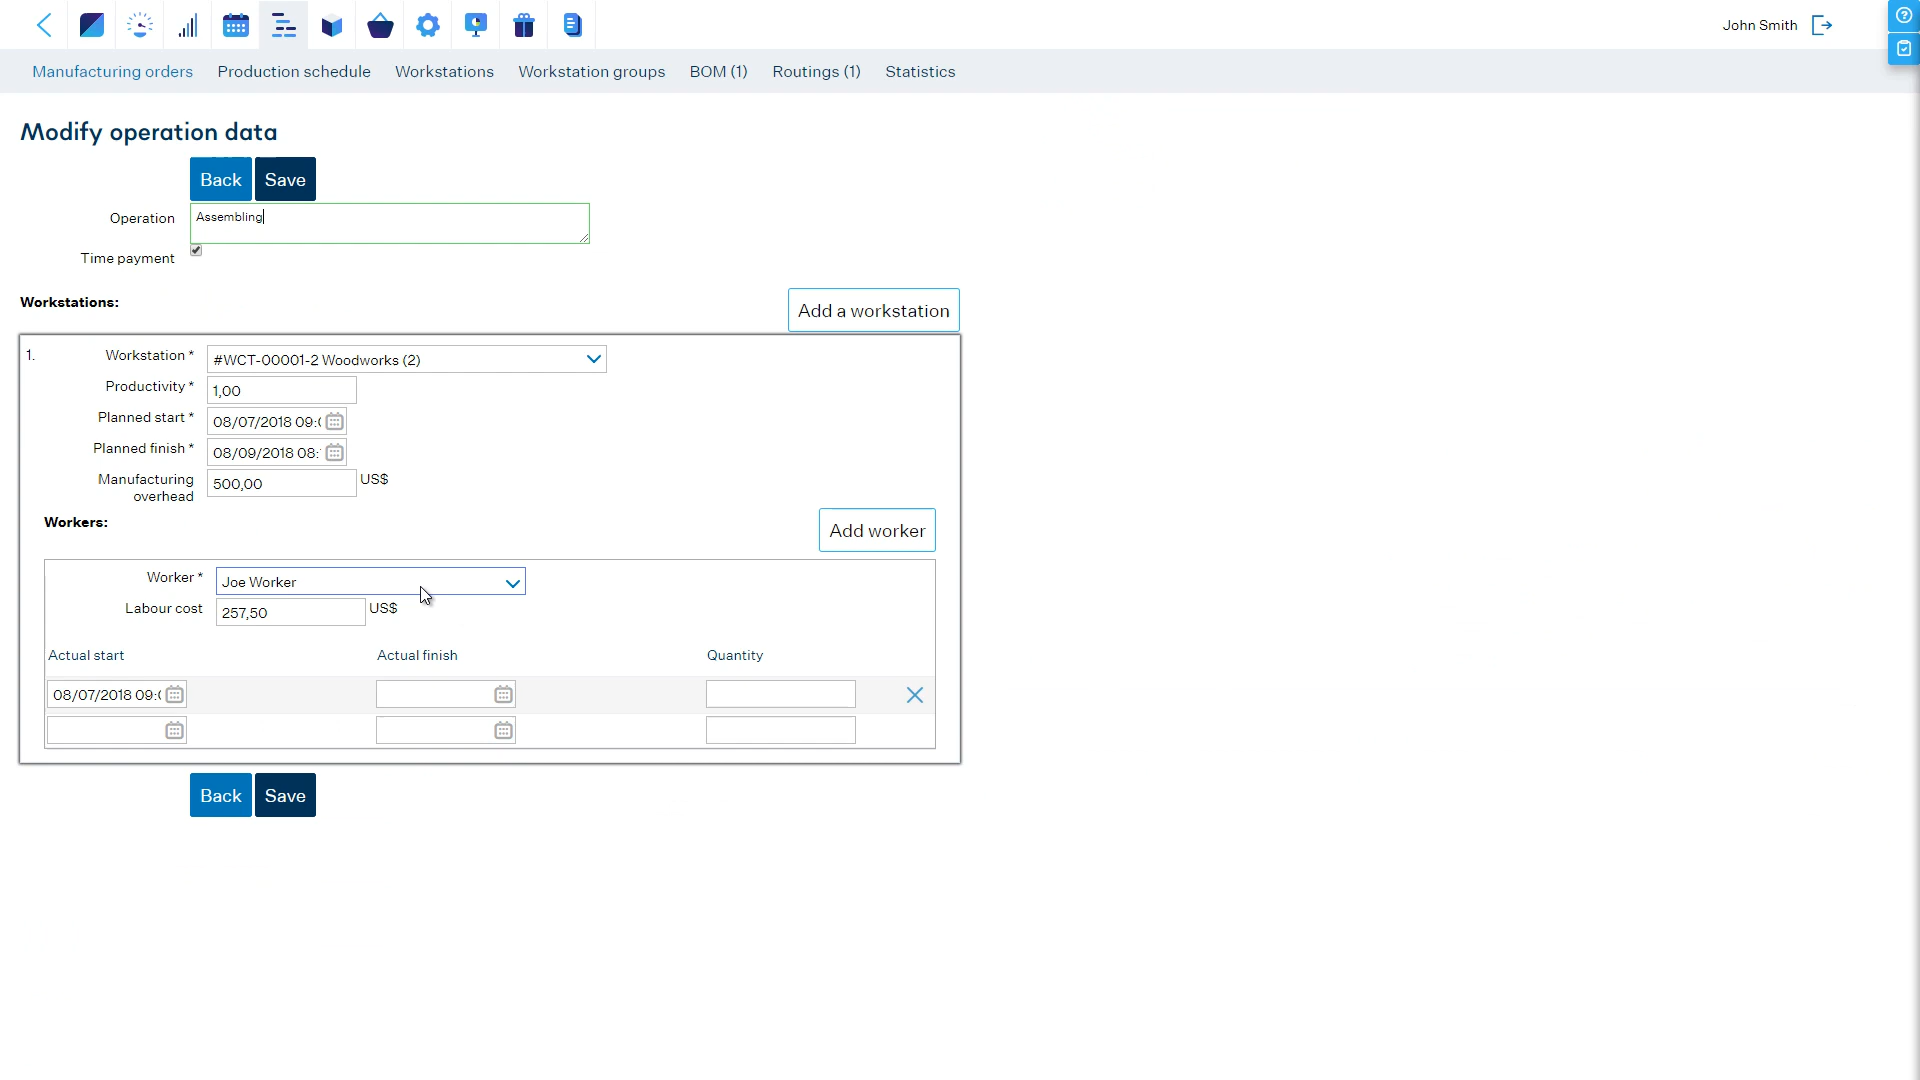 John Smith
Manufacturing orders Production schedule Workstations Workstation groups BOM (1) Routings (1) Statistics
Modify operation data
Back Save
Operation Assembling
Time payment
Workstations: Add a workstation
1. Workstation * #WCT-00001-2 Woodworks (2)
Productivity * 1,00
Planned start * 08/07/2018 09:
Planned finish * 08/09/2018 08:
Manufacturing overhead 500,00 US$
Workers: Add worker
Worker * Joe Worker
Labour cost 257,50 US$
Actual start Actual finish Quantity
08/07/2018 09:
Back Save